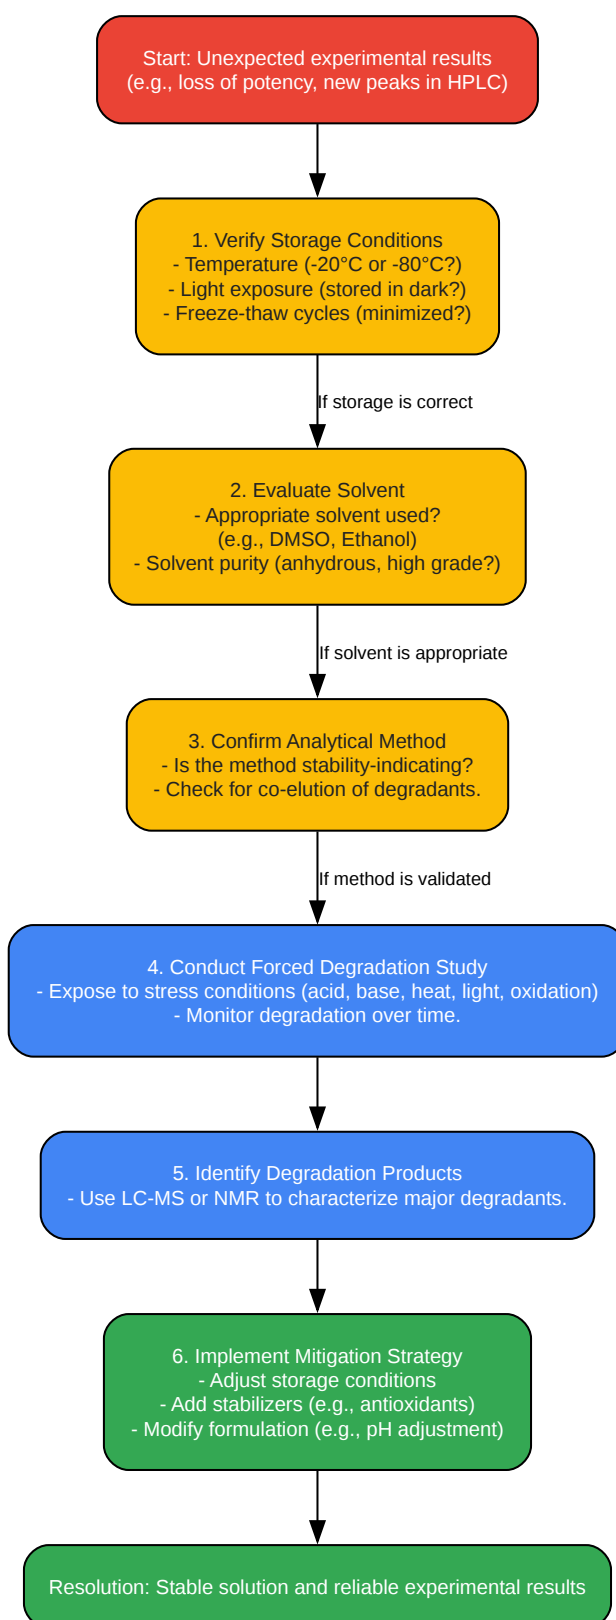 Start: Unexpected experimental results
(e.g., loss of potency, new peaks in HPLC)
1. Verify Storage Conditions
- Temperature (-20°C or -80°C?)
- Light exposure (stored in dark?)
- Freeze-thaw cycles (minimized?)
If storage is correct
2. Evaluate Solvent
- Appropriate solvent used?
(e.g., DMSO, Ethanol)
- Solvent purity (anhydrous, high grade?)
If solvent is appropriate
3. Confirm Analytical Method
- Is the method stability-indicating?
- Check for co-elution of degradants.
If method is validated
4. Conduct Forced Degradation Study
- Expose to stress conditions (acid, base, heat, light, oxidation)
- Monitor degradation over time.
5. Identify Degradation Products
- Use LC-MS or NMR to characterize major degradants.
6. Implement Mitigation Strategy
- Adjust storage conditions
- Add stabilizers (e.g., antioxidants)
- Modify formulation (e.g., pH adjustment)
Resolution: Stable solution and reliable experimental results